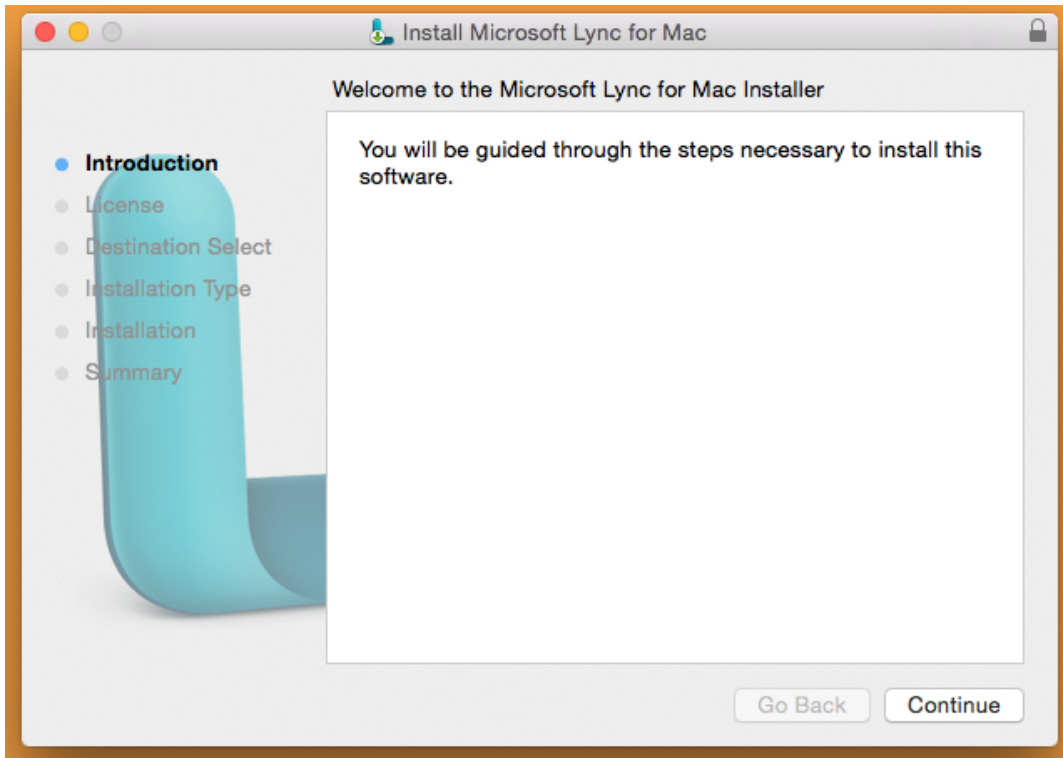 Install Microsoft Lync for Mac
Welcome to the Microsoft Lync for Mac Installer
Introduction
License
Destination Select
Installation Type
Installation
Summary
You will be guided through the steps necessary to install this
software.
Go Back
Continue